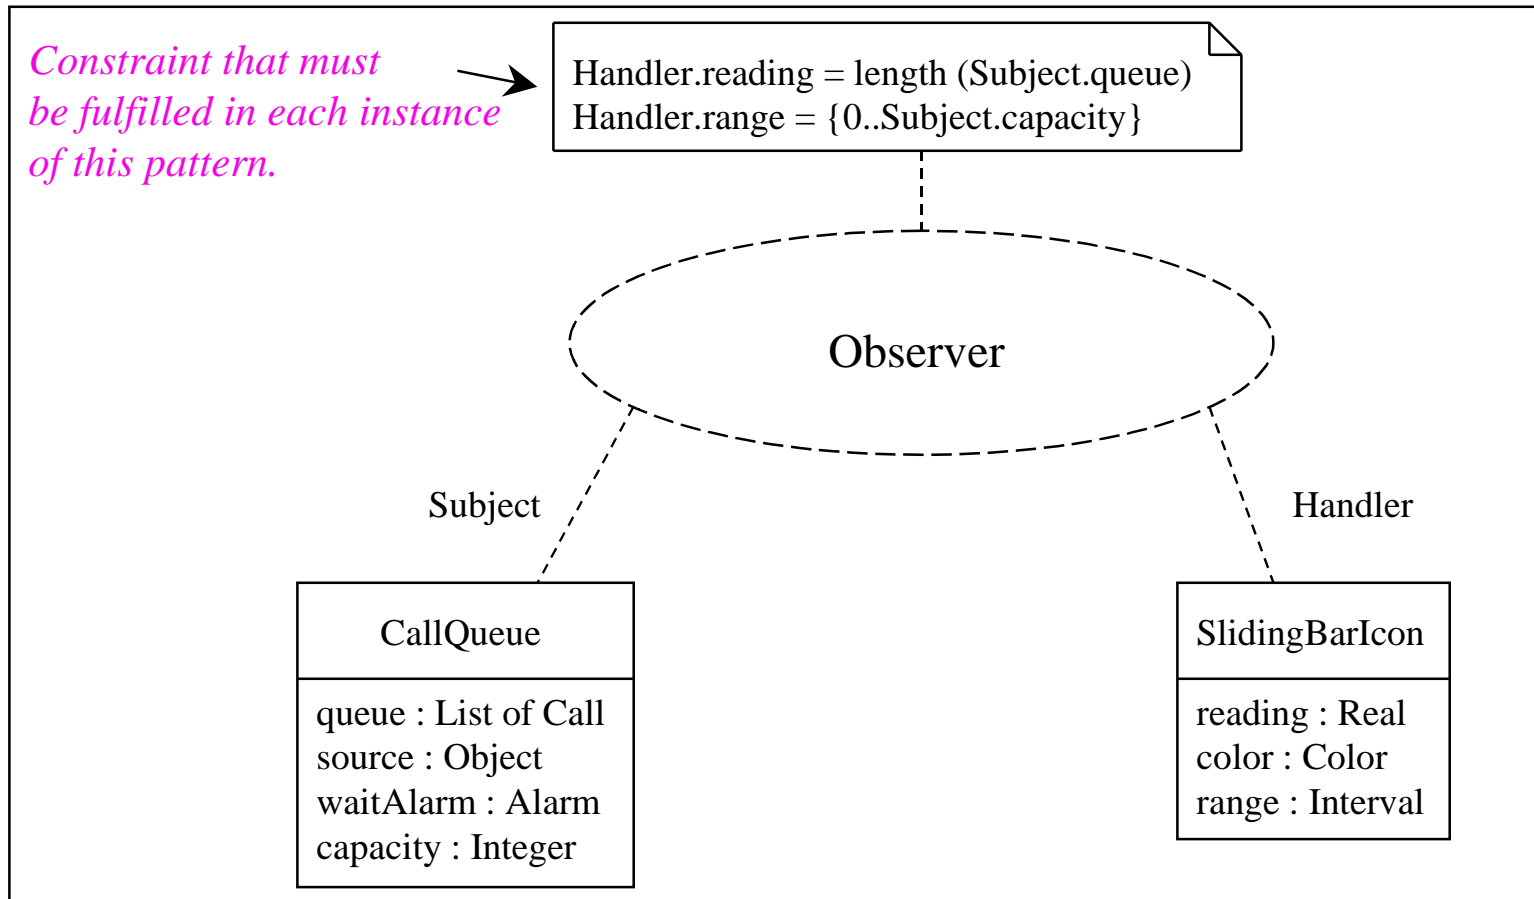 Constraint that must
be fulfilled in each instance
of this pattern.
Handler.reading = length (Subject.queue)
Handler.range = {0..Subject.capacity}
Observer
Subject
Handler
CallQueue
queue : List of Call
source : Object
waitAlarm : Alarm
capacity : Integer
SlidingBarIcon
reading : Real
color : Color
range : Interval